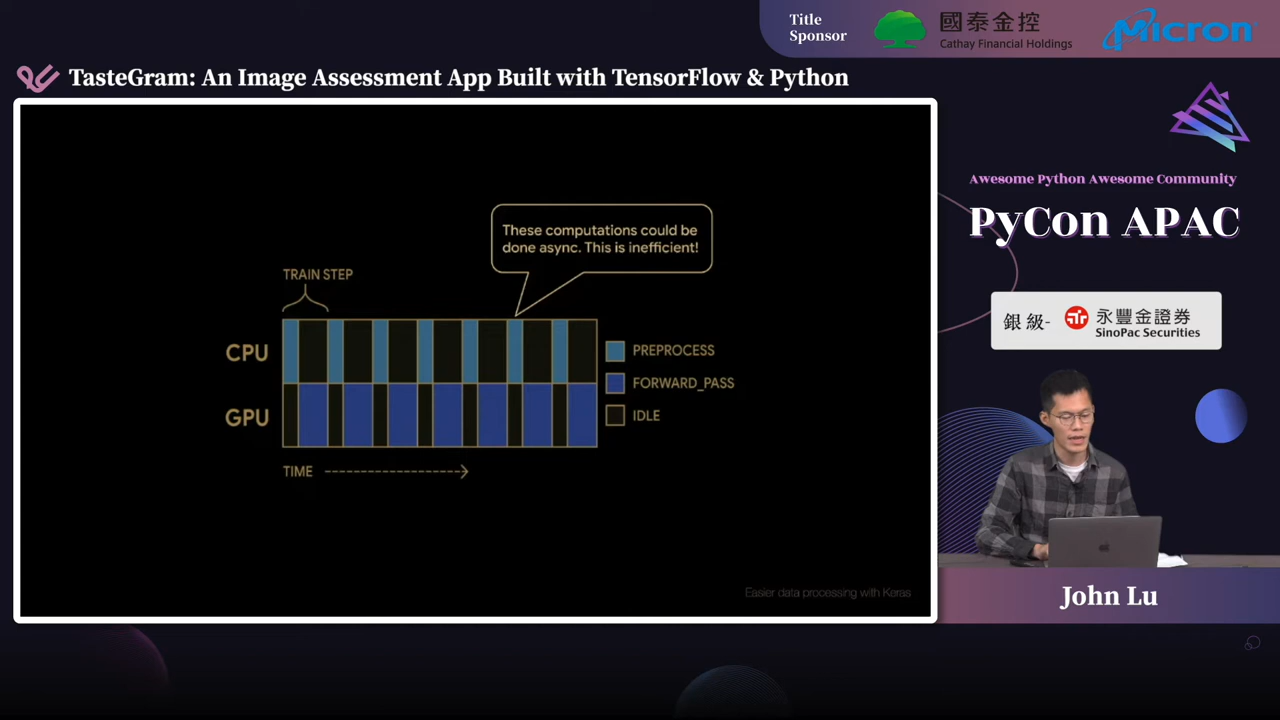 Title
Sponsor
國泰金控
Cathay Financial Holdings
Micron
TasteGram: An Image Assessment App Built with TensorFlow & Python
Awesome Python Awesome Community
PyCon APAC
銀級-
永豐金證券
SinoPac Securities
These computations could be
done async. This is inefficient!
TRAIN STEP
CPU
GPU
PREPROCESS
FORWARD_PASS
IDLE
TIME
Easier data processing with Keras
John Lu